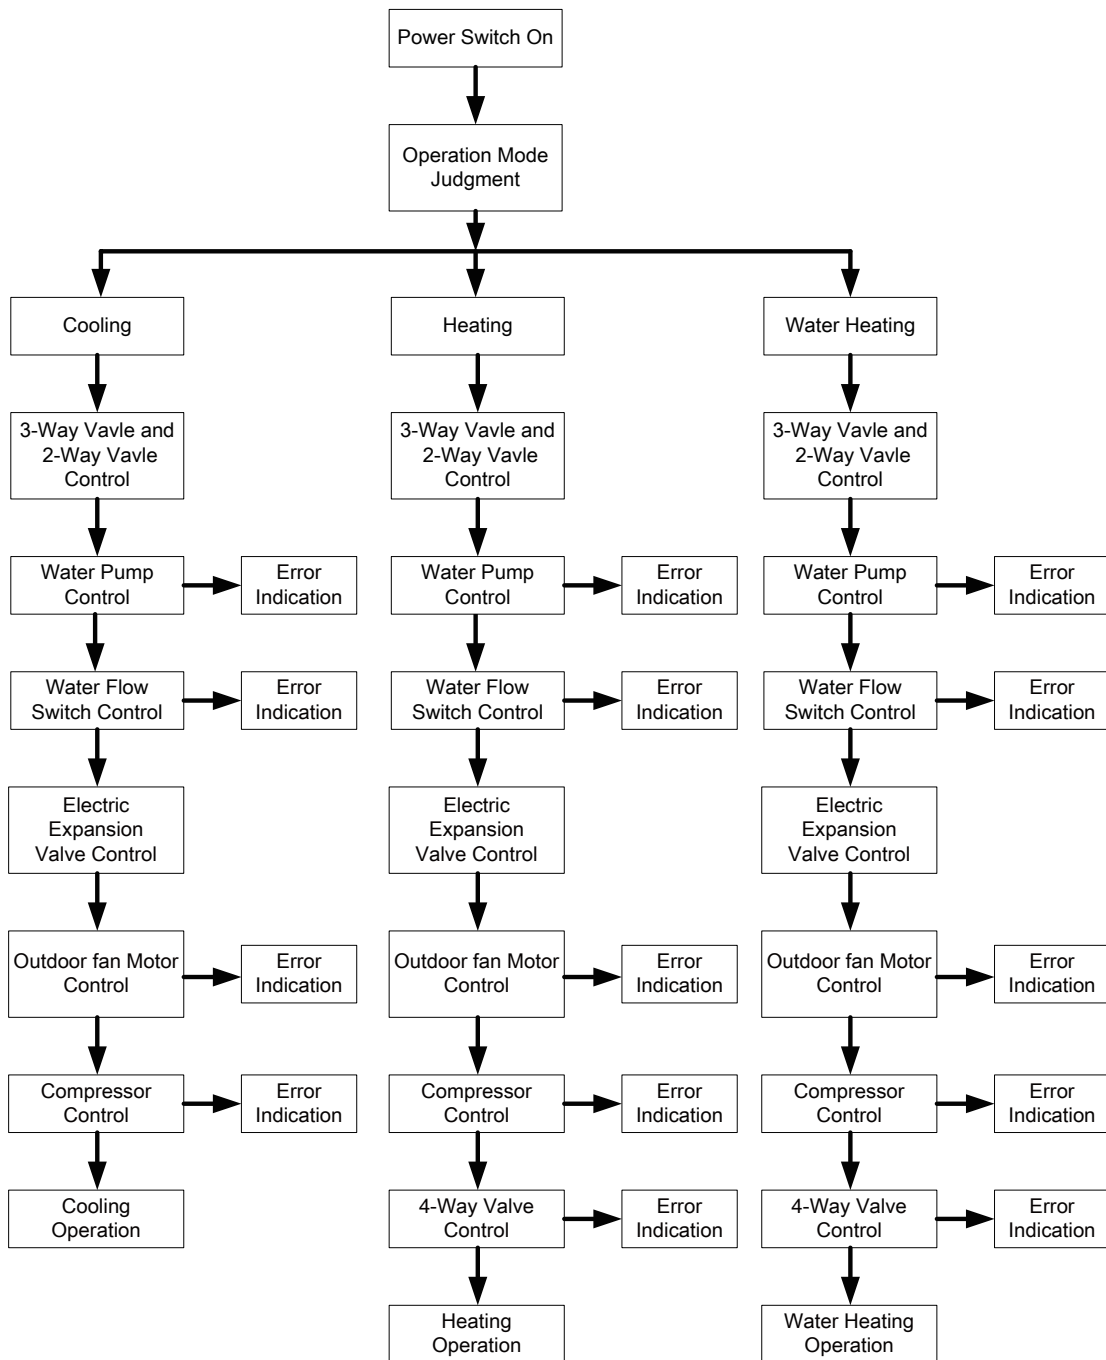 Power Switch On
Operation Mode
Judgment
Cooling
Heating
Water Heating
3-Way Vavle and
2-Way Vavle
Control
3-Way Vavle and
2-Way Vavle
Control
3-Way Vavle and
2-Way Vavle
Control
Water Pump
Control
Error
Indication
Water Pump
Control
Error
Indication
Water Pump
Control
Error
Indication
Water Flow
Switch Control
Error
Indication
Water Flow
Switch Control
Error
Indication
Water Flow
Switch Control
Error
Indication
Electric
Expansion
Valve Control
Electric
Expansion
Valve Control
Electric
Expansion
Valve Control
Outdoor fan Motor
Control
Error
Indication
Outdoor fan Motor
Control
Error
Indication
Outdoor fan Motor
Control
Error
Indication
Compressor
Control
Error
Indication
Compressor
Control
Error
Indication
Compressor
Control
Error
Indication
Cooling
Operation
4-Way Valve
Control
Error
Indication
4-Way Valve
Control
Error
Indication
Heating
Operation
Water Heating
Operation